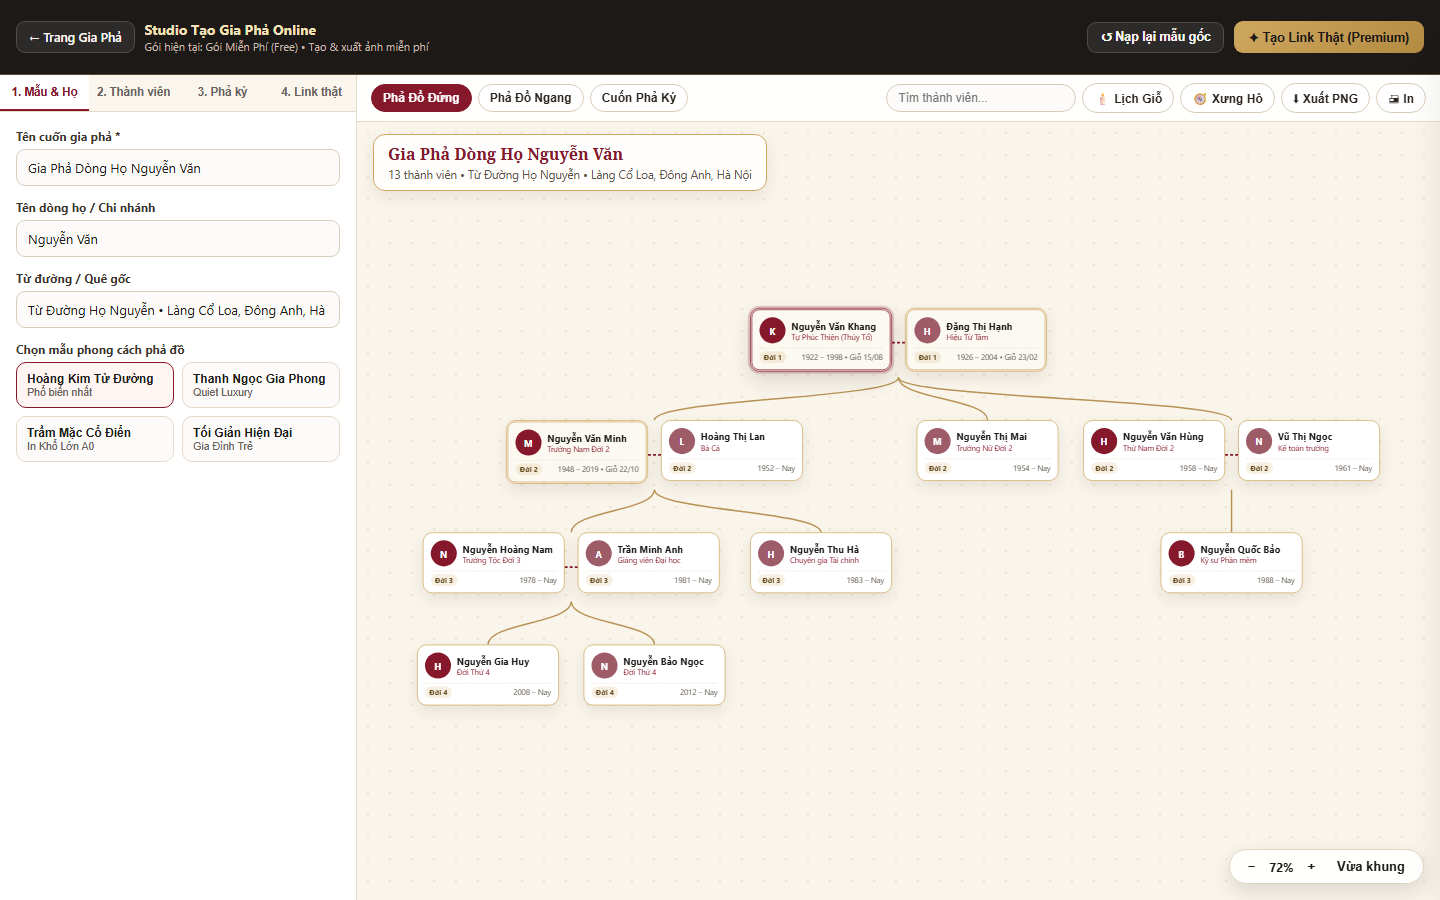 ← Trang Gia Phả
Studio Tạo Gia Phả Online
Gói hiện tại: Gói Miễn Phí (Free) • Tạo & xuất ảnh miễn phí
↺ Nạp lại mẫu gốc
✦ Tạo Link Thật (Premium)
1. Mẫu & Họ
2. Thành viên
3. Phả ký
4. Link thật
Phả Đồ Đứng
Phả Đồ Ngang
Cuốn Phả Ký
Tìm thành viên...
Lịch Giỗ
Xưng Hô
⬇ Xuất PNG
In
Tên cuốn gia phả *
Gia Phả Dòng Họ Nguyễn Văn
Tên dòng họ / Chi nhánh
Nguyễn Văn
Từ đường / Quê gốc
Từ Đường Họ Nguyễn • Làng Cổ Loa, Đông Anh, Hà
Chọn mẫu phong cách phả đồ
Hoàng Kim Từ Đường
Phổ biến nhất
Thanh Ngọc Gia Phong
Quiet Luxury
Trầm Mặc Cổ Điển
In Khổ Lớn A0
Tối Giản Hiện Đại
Gia Đình Trẻ
Gia Phả Dòng Họ Nguyễn Văn
13 thành viên • Từ Đường Họ Nguyễn • Làng Cổ Loa, Đông Anh, Hà Nội
K
Nguyễn Văn Khang
Tự Phúc Thiện (Thủy Tổ)
Đời 1
1922 – 1998 • Giỗ 15/08
H
Đặng Thị Hạnh
Hiệu Từ Tâm
Đời 1
1926 – 2004 • Giỗ 23/02
M
Nguyễn Văn Minh
Trưởng Nam Đời 2
Đời 2
1948 – 2019 • Giỗ 22/10
L
Hoàng Thị Lan
Bà Cả
Đời 2
1952 – Nay
M
Nguyễn Thị Mai
Trưởng Nữ Đời 2
Đời 2
1954 – Nay
H
Nguyễn Văn Hùng
Thứ Nam Đời 2
Đời 2
1958 – Nay
N
Vũ Thị Ngọc
Kế toán trưởng
Đời 2
1961 – Nay
N
Nguyễn Hoàng Nam
Trưởng Tộc Đời 3
Đời 3
1978 – Nay
A
Trần Minh Anh
Giảng viên Đại học
Đời 3
1981 – Nay
H
Nguyễn Thu Hà
Chuyên gia Tài chính
Đời 3
1983 – Nay
B
Nguyễn Quốc Bảo
Kỹ sư Phần mềm
Đời 3
1988 – Nay
H
Nguyễn Gia Huy
Đời Thứ 4
Đời 4
2008 – Nay
N
Nguyễn Bảo Ngọc
Đời Thứ 4
Đời 4
2012 – Nay
− 72% + Vừa khung